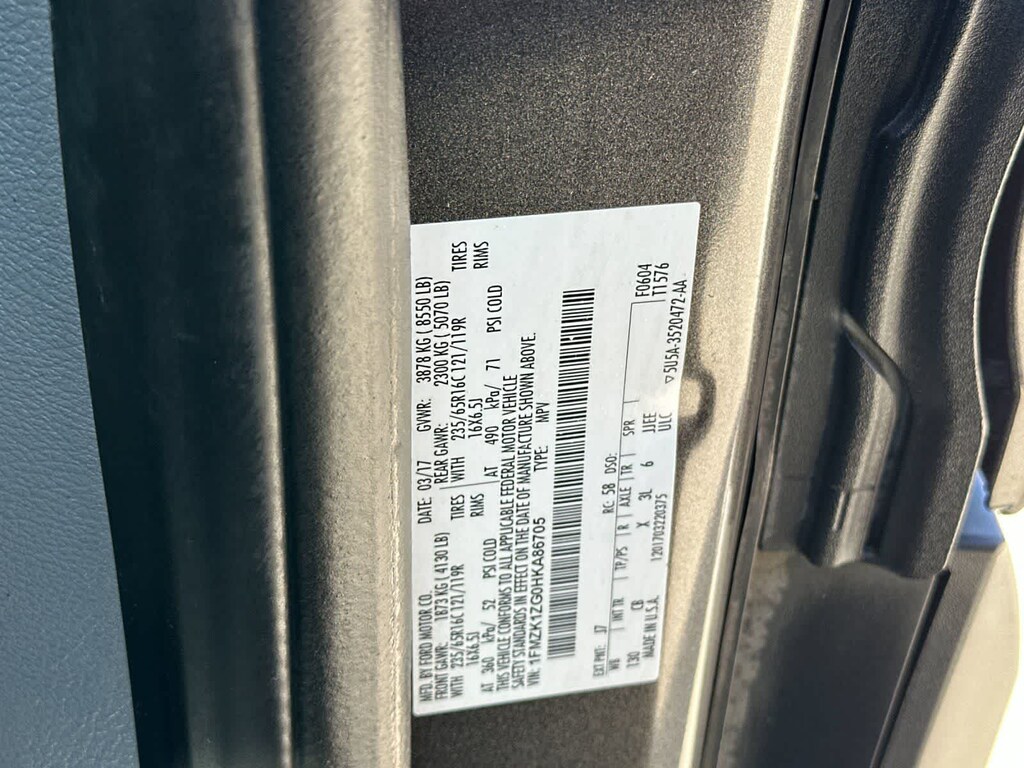 MFD. BY FORD MOTOR CO.
DATE: 03/17 GVWR: 3878 KG ( 8550 LB)
FRONT GAWR: 1873 KG ( 4130 LB) REAR GAWR: 2300 KG ( 5070 LB)
WITH 235/65R16C 121/119R TIRES WITH 235/65R16C 121/119R TIRES
16X6.5J RIMS 16X6.5J RIMS
AT 360 kPa/ 52 PSI COLD AT 490 kPa/ 71 PSI COLD
THIS VEHICLE CONFORMS TO ALL APPLICABLE FEDERAL MOTOR VEHICLE
SAFETY STANDARDS IN EFFECT ON THE DATE OF MANUFACTURE SHOWN ABOVE.
VIN: 1FMZK1ZG0HKA86705 TYPE: MPV
EXT PNT: J7 RC: 58 DSO: F0604
WB INT TR TP/PS R AXLE TR SPR T1576
130 CB X 3L 6 JJEE
MADE IN U.S.A. 1201703220375 ULC ▽5U5A-3520472-AA